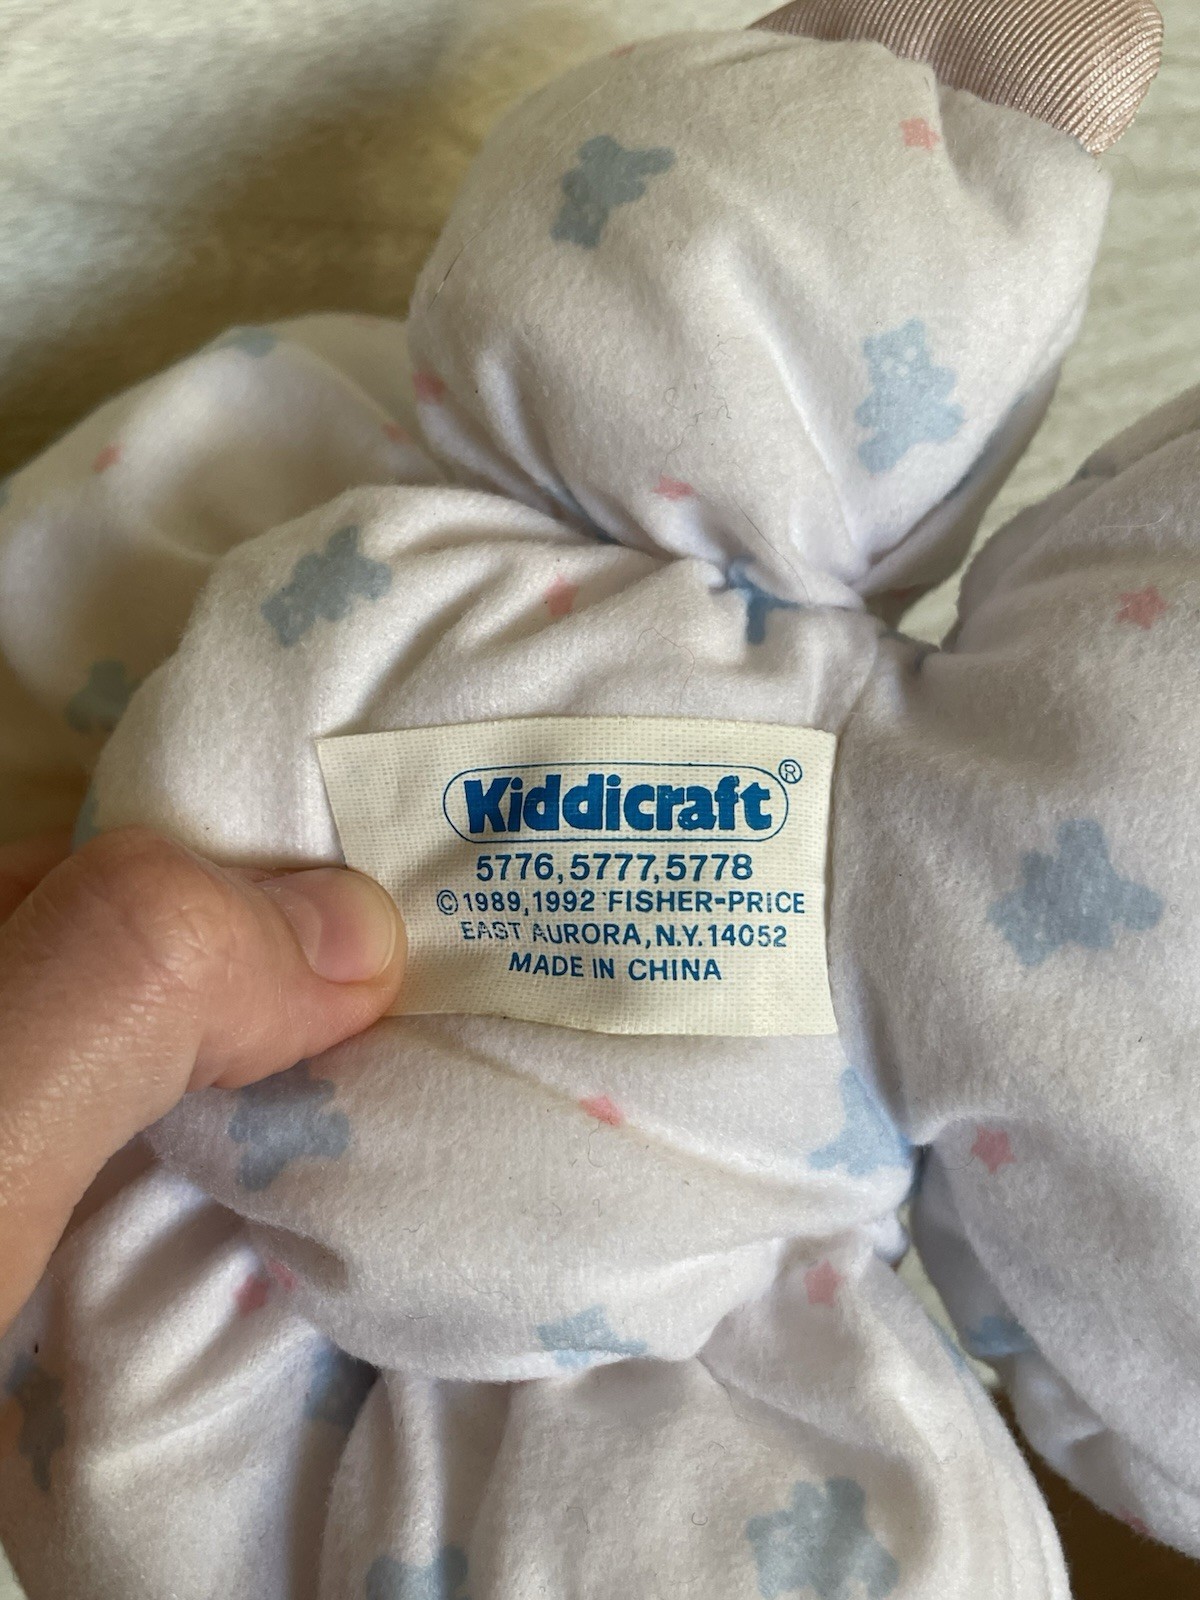 Kiddicraft®
5776, 5777, 5778
©1989, 1992 FISHER-PRICE
EAST AURORA, N.Y. 14052
MADE IN CHINA